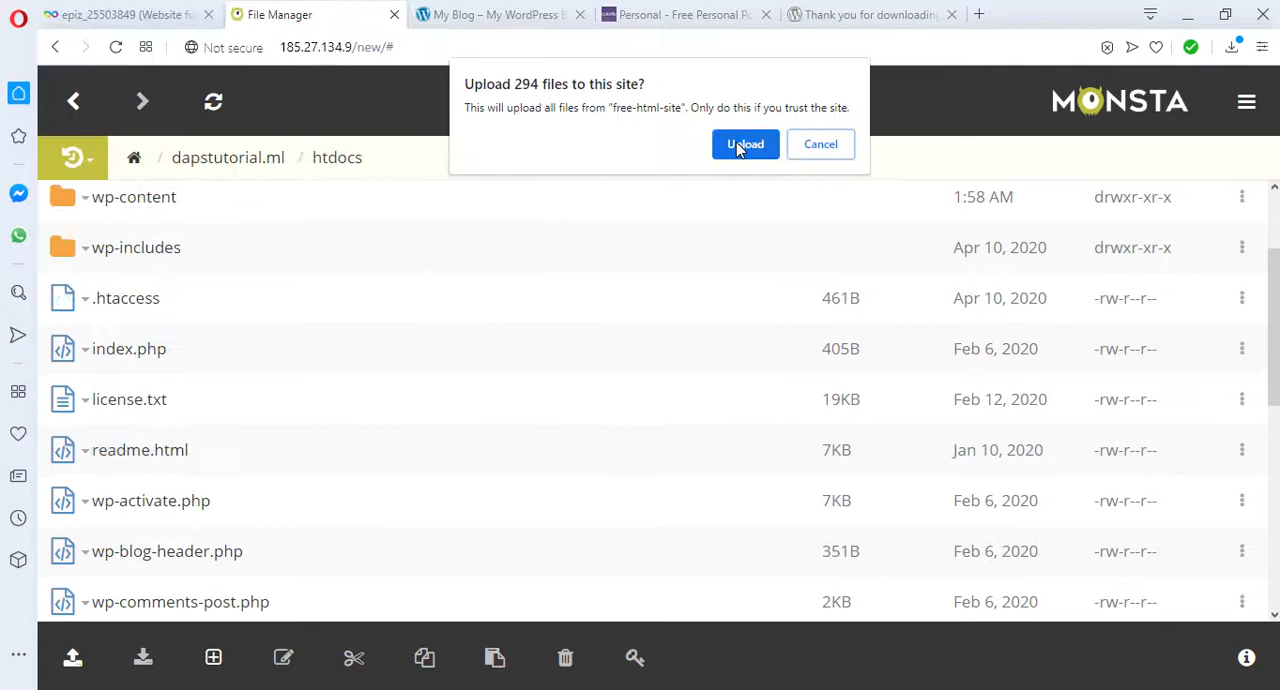 epiz_25503849 (Website fo
File Manager
My Blog – My WordPress B
Personal - Free Personal Po
Thank you for downloading
Not secure 185.27.134.9/new/#
Upload 294 files to this site?
This will upload all files from "free-html-site". Only do this if you trust the site.
Upload Cancel
MONSTA
/ dapstutorial.ml / htdocs
wp-content 1:58 AM drwxr-xr-x
wp-includes Apr 10, 2020 drwxr-xr-x
.htaccess 461B Apr 10, 2020 -rw-r--r--
index.php 405B Feb 6, 2020 -rw-r--r--
license.txt 19KB Feb 12, 2020 -rw-r--r--
readme.html 7KB Jan 10, 2020 -rw-r--r--
wp-activate.php 7KB Feb 6, 2020 -rw-r--r--
wp-blog-header.php 351B Feb 6, 2020 -rw-r--r--
wp-comments-post.php 2KB Feb 6, 2020 -rw-r--r--